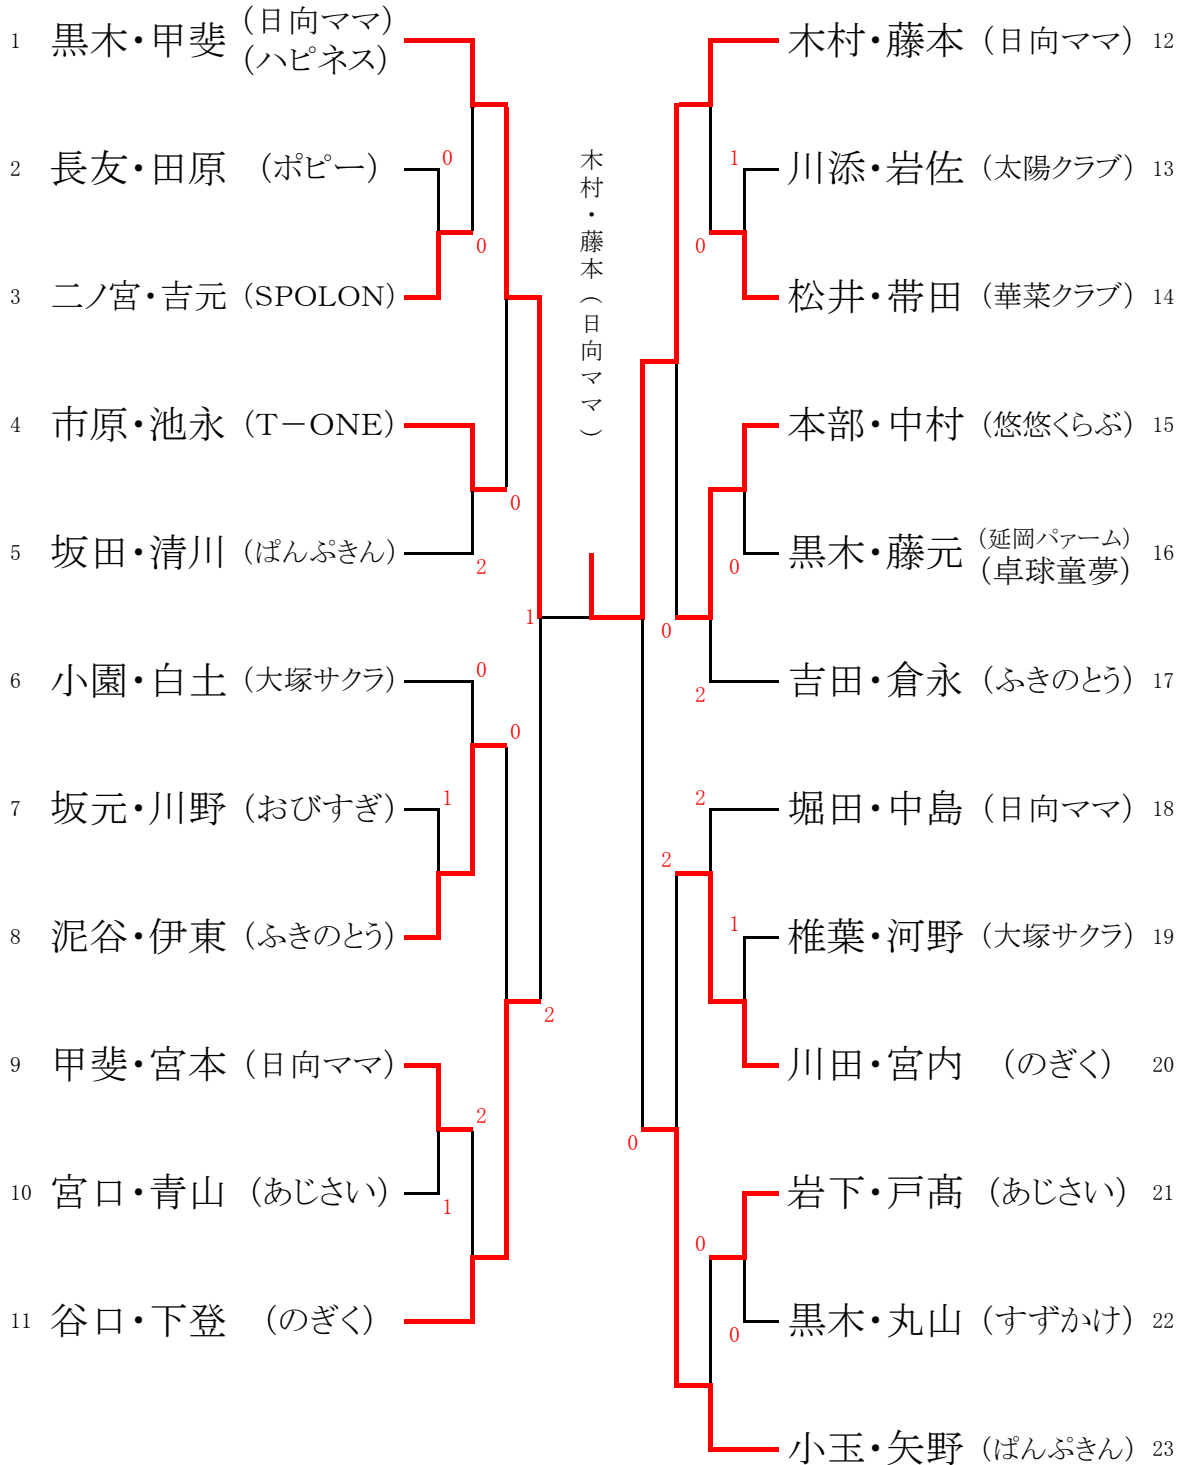 1 黒木・甲斐 (日向ママ)
(ハピネス)
2 長友・田原 (ポピー)
0
3 二ノ宮・吉元 (SPOLON)
0
4 市原・池永 (T－ONE)
0
5 坂田・清川 (ぱんぷきん)
2
1
6 小園・白土 (大塚サクラ)
0
0
7 坂元・川野 (おびすぎ)
1
8 泥谷・伊東 (ふきのとう)
2
9 甲斐・宮本 (日向ママ)
2
10 宮口・青山 (あじさい)
1
11 谷口・下登 (のぎく)
木村・藤本(日向ママ)
木村・藤本 (日向ママ) 12
1
川添・岩佐 (太陽クラブ) 13
0
松井・帯田 (華菜クラブ) 14
本部・中村 (悠悠くらぶ) 15
(延岡パァーム)
黒木・藤元 (卓球童夢) 16
0
0
吉田・倉永 (ふきのとう) 17
2
2
堀田・中島 (日向ママ) 18
2
1
椎葉・河野 (大塚サクラ) 19
川田・宮内 (のぎく) 20
0
岩下・戸髙 (あじさい) 21
0
黒木・丸山 (すずかけ) 22
0
小玉・矢野 (ぱんぷきん) 23